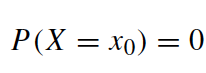 P(X = x₀) = 0